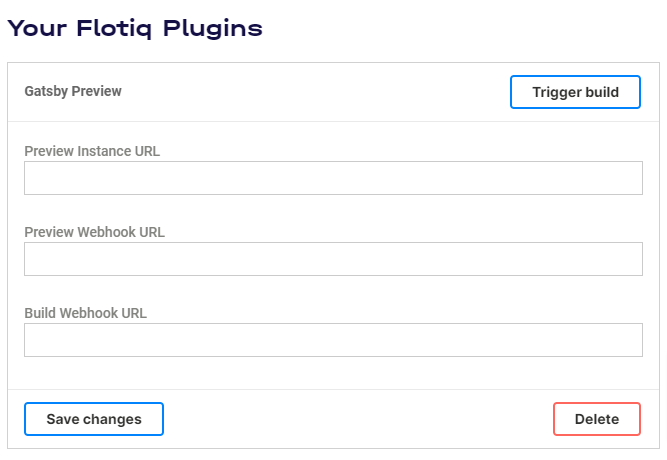 Your Flotiq Plugins
Gatsby Preview
Trigger build
Preview Instance URL
Preview Webhook URL
Build Webhook URL
Save changes
Delete